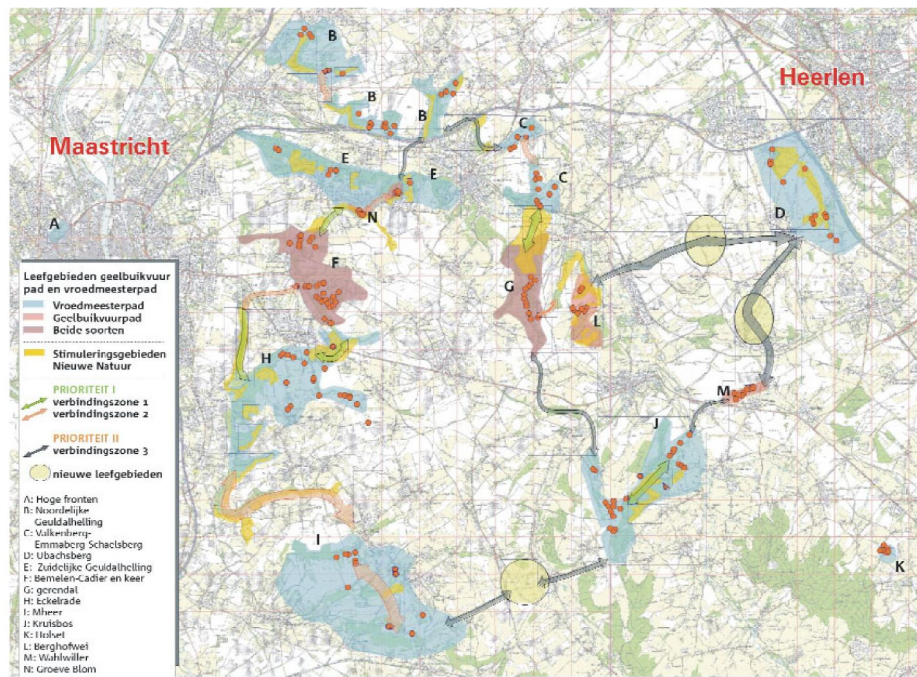 B
Heerlen
B
B
C
Maastricht
E
E
C
A
N
D
F
G
L
H
M
J
I
K
Leefgebieden geelbuikvuur
pad en vroedmeesterpad
Vroedmeesterpad
Geelbuikvuurpad
Beide soorten
Stimuleringsgebieden
Nieuwe Natuur
PRIORITEIT I
verbindingszone 1
verbindingszone 2
PRIORITEIT II
verbindingszone 3
nieuwe leefgebieden
A: Hoge fronten
B: Noordelijke
Geuldalhelling
C: Valkenberg-
Emmaberg Schaelsberg
D: Ubachsberg
E: Zuidelijke Geuldalhelling
F: Bemelen-Cadier en keer
G: gerendal
H: Eckelrade
I: Mheer
J: Kruisbos
K: Holset
L: Berghofwei
M: Wahlwiller
N: Groeve Blom